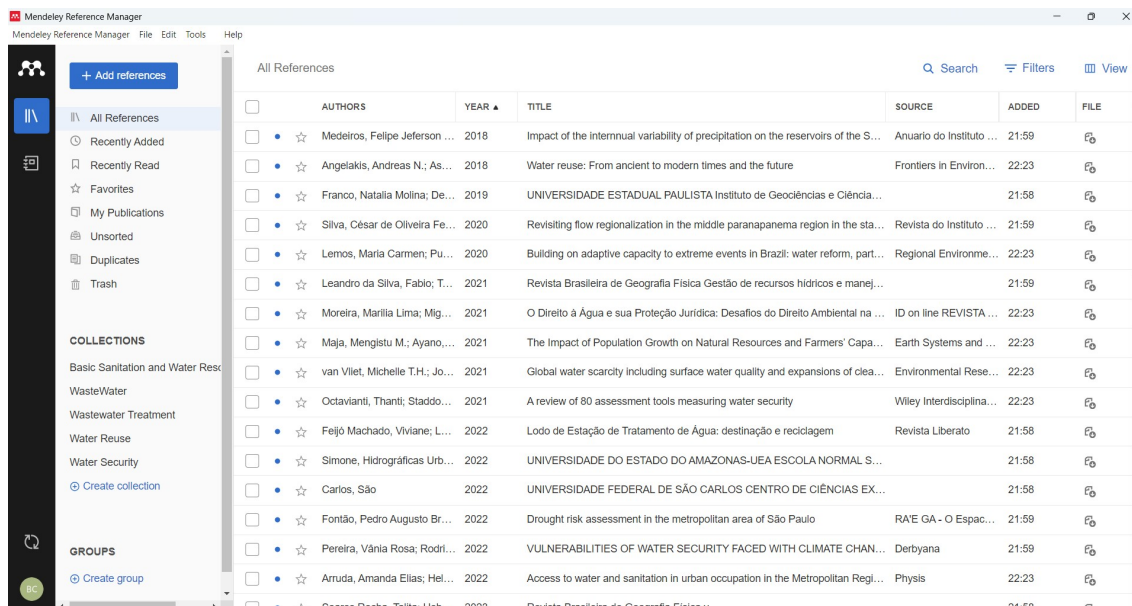 Mendeley Reference Manager
Mendeley Reference Manager File Edit Tools Help
+ Add references
All References
Recently Added
Recently Read
Favorites
My Publications
Unsorted
Duplicates
Trash
COLLECTIONS
Basic Sanitation and Water Reso
WasteWater
Wastewater Treatment
Water Reuse
Water Security
Create collection
GROUPS
Create group
BC
All References Search Filters View
AUTHORS YEAR TITLE SOURCE ADDED FILE
Medeiros, Felipe Jeferson ... 2018 Impact of the internnual variability of precipitation on the reservoirs of the S... Anuario do Instituto ... 21:59
Angelakis, Andreas N.; As... 2018 Water reuse: From ancient to modern times and the future Frontiers in Environ... 22:23
Franco, Natalia Molina; De... 2019 UNIVERSIDADE ESTADUAL PAULISTA Instituto de Geociências e Ciência... 21:58
Silva, César de Oliveira Fe... 2020 Revisiting flow regionalization in the middle paranapanema region in the sta... Revista do Instituto ... 21:59
Lemos, Maria Carmen; Pu... 2020 Building on adaptive capacity to extreme events in Brazil: water reform, part... Regional Environme... 22:23
Leandro da Silva, Fabio; T... 2021 Revista Brasileira de Geografia Física Gestão de recursos hídricos e manej... 21:59
Moreira, Marilia Lima; Mig... 2021 O Direito à Água e sua Proteção Jurídica: Desafios do Direito Ambiental na ... ID on line REVISTA ... 22:23
Maja, Mengistu M.; Ayano,... 2021 The Impact of Population Growth on Natural Resources and Farmers' Capa... Earth Systems and ... 22:23
van Vliet, Michelle T.H.; Jo... 2021 Global water scarcity including surface water quality and expansions of clea... Environmental Rese... 22:23
Octavianti, Thanti; Staddo... 2021 A review of 80 assessment tools measuring water security Wiley Interdisciplina... 22:23
Feijó Machado, Viviane; L... 2022 Lodo de Estação de Tratamento de Água: destinação e reciclagem Revista Liberato 21:58
Simone, Hidrográficas Urb... 2022 UNIVERSIDADE DO ESTADO DO AMAZONAS-UEA ESCOLA NORMAL S... 21:58
Carlos, São 2022 UNIVERSIDADE FEDERAL DE SÃO CARLOS CENTRO DE CIÊNCIAS EX... 21:58
Fontão, Pedro Augusto Br... 2022 Drought risk assessment in the metropolitan area of São Paulo RA'E GA - O Espac... 21:59
Pereira, Vânia Rosa; Rodri... 2022 VULNERABILITIES OF WATER SECURITY FACED WITH CLIMATE CHAN... Derbyana 21:59
Arruda, Amanda Elias; Hel... 2022 Access to water and sanitation in urban occupation in the Metropolitan Regi... Physis 22:23